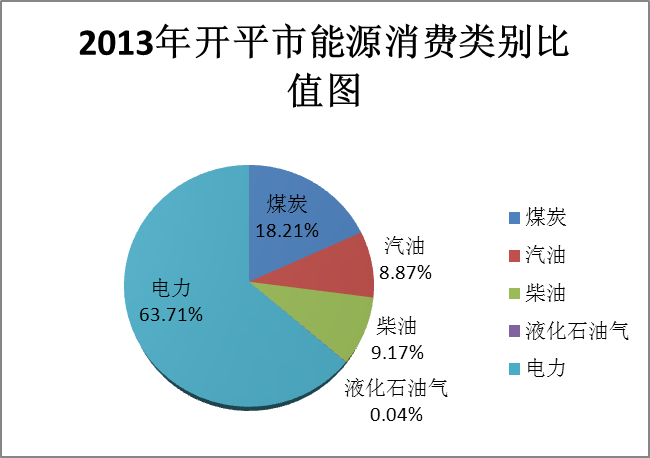 2013年开平市能源消费类别比
值图
煤炭
18.21%
汽油
8.87%
柴油
9.17%
液化石油气
0.04%
电力
63.71%
煤炭
汽油
柴油
液化石油气
电力